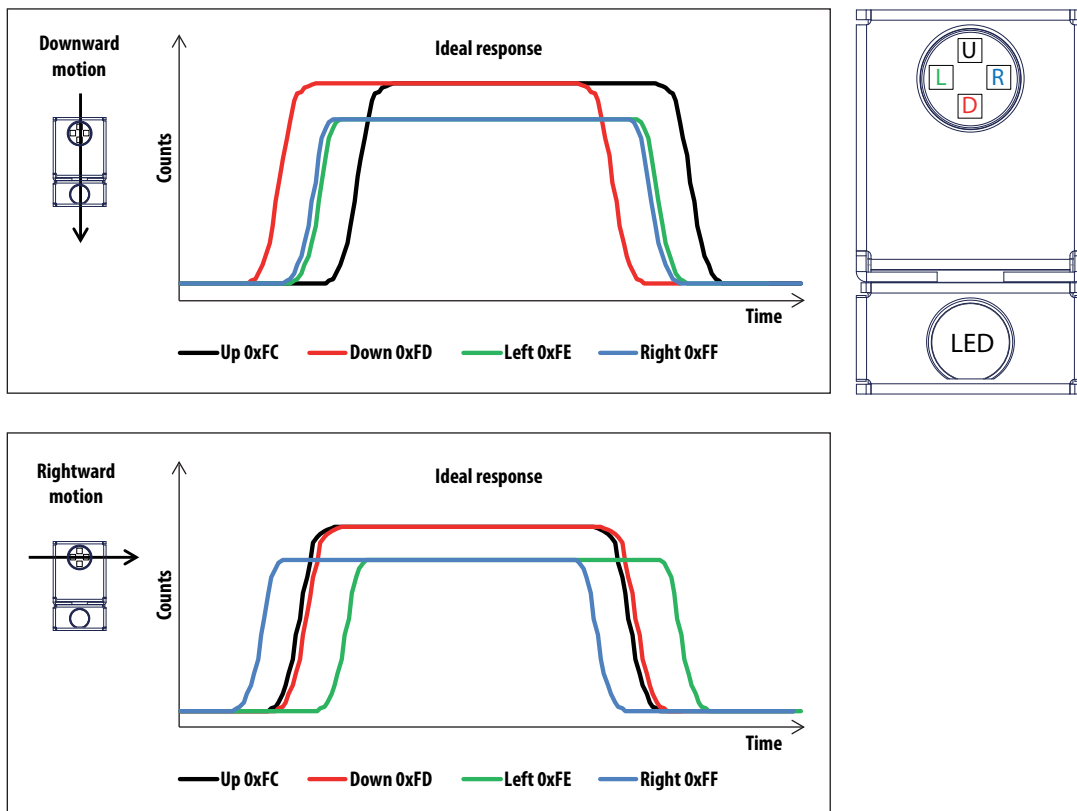 Downward
motion
Ideal response
Counts
Time
Up 0xFC Down 0xFD Left 0xFE Right 0xFF
U
L R
D
LED
Rightward
motion
Ideal response
Counts
Time
Up 0xFC Down 0xFD Left 0xFE Right 0xFF